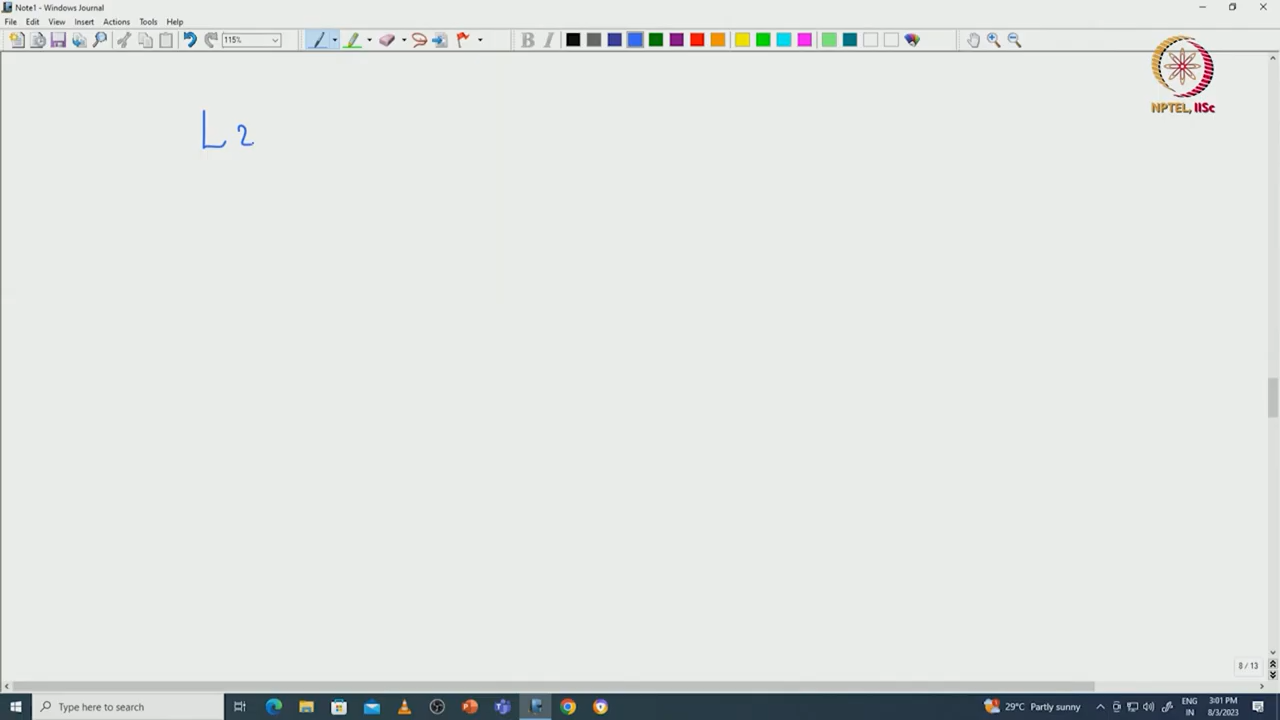 Note1 - Windows Journal
File Edit View Insert Actions Tools Help
115%
B I
NPTEL, IISc
L 2
8 / 13
Type here to search
29°C Partly sunny
ENG
IN
3:01 PM
8/3/2023